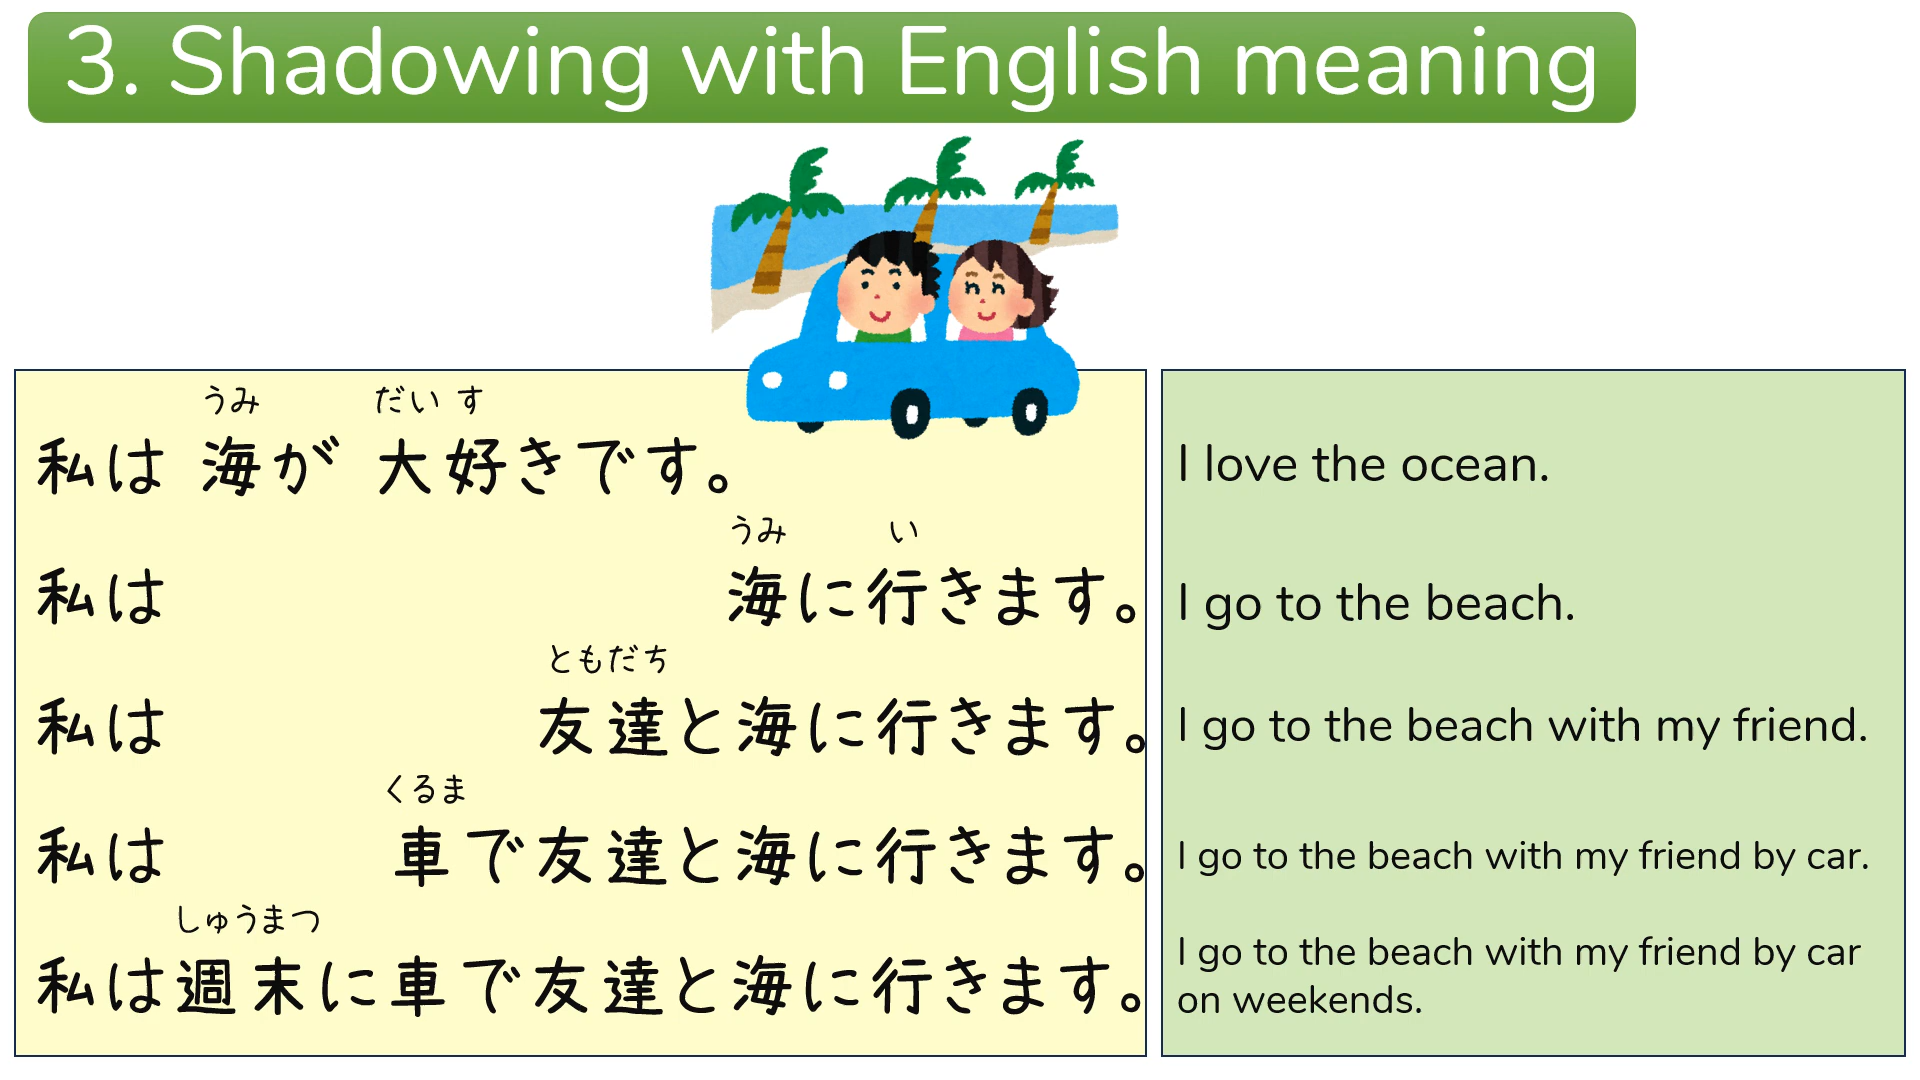 3. Shadowing with English meaning
うみ だい す
私は 海が 大好きです。
I love the ocean.
うみ い
私は 海に行きます。
I go to the beach.
ともだち
私は 友達と海に行きます。
I go to the beach with my friend.
くるま
私は 車で友達と海に行きます。
I go to the beach with my friend by car.
しゅうまつ
私は週末に車で友達と海に行きます。
I go to the beach with my friend by car
on weekends.